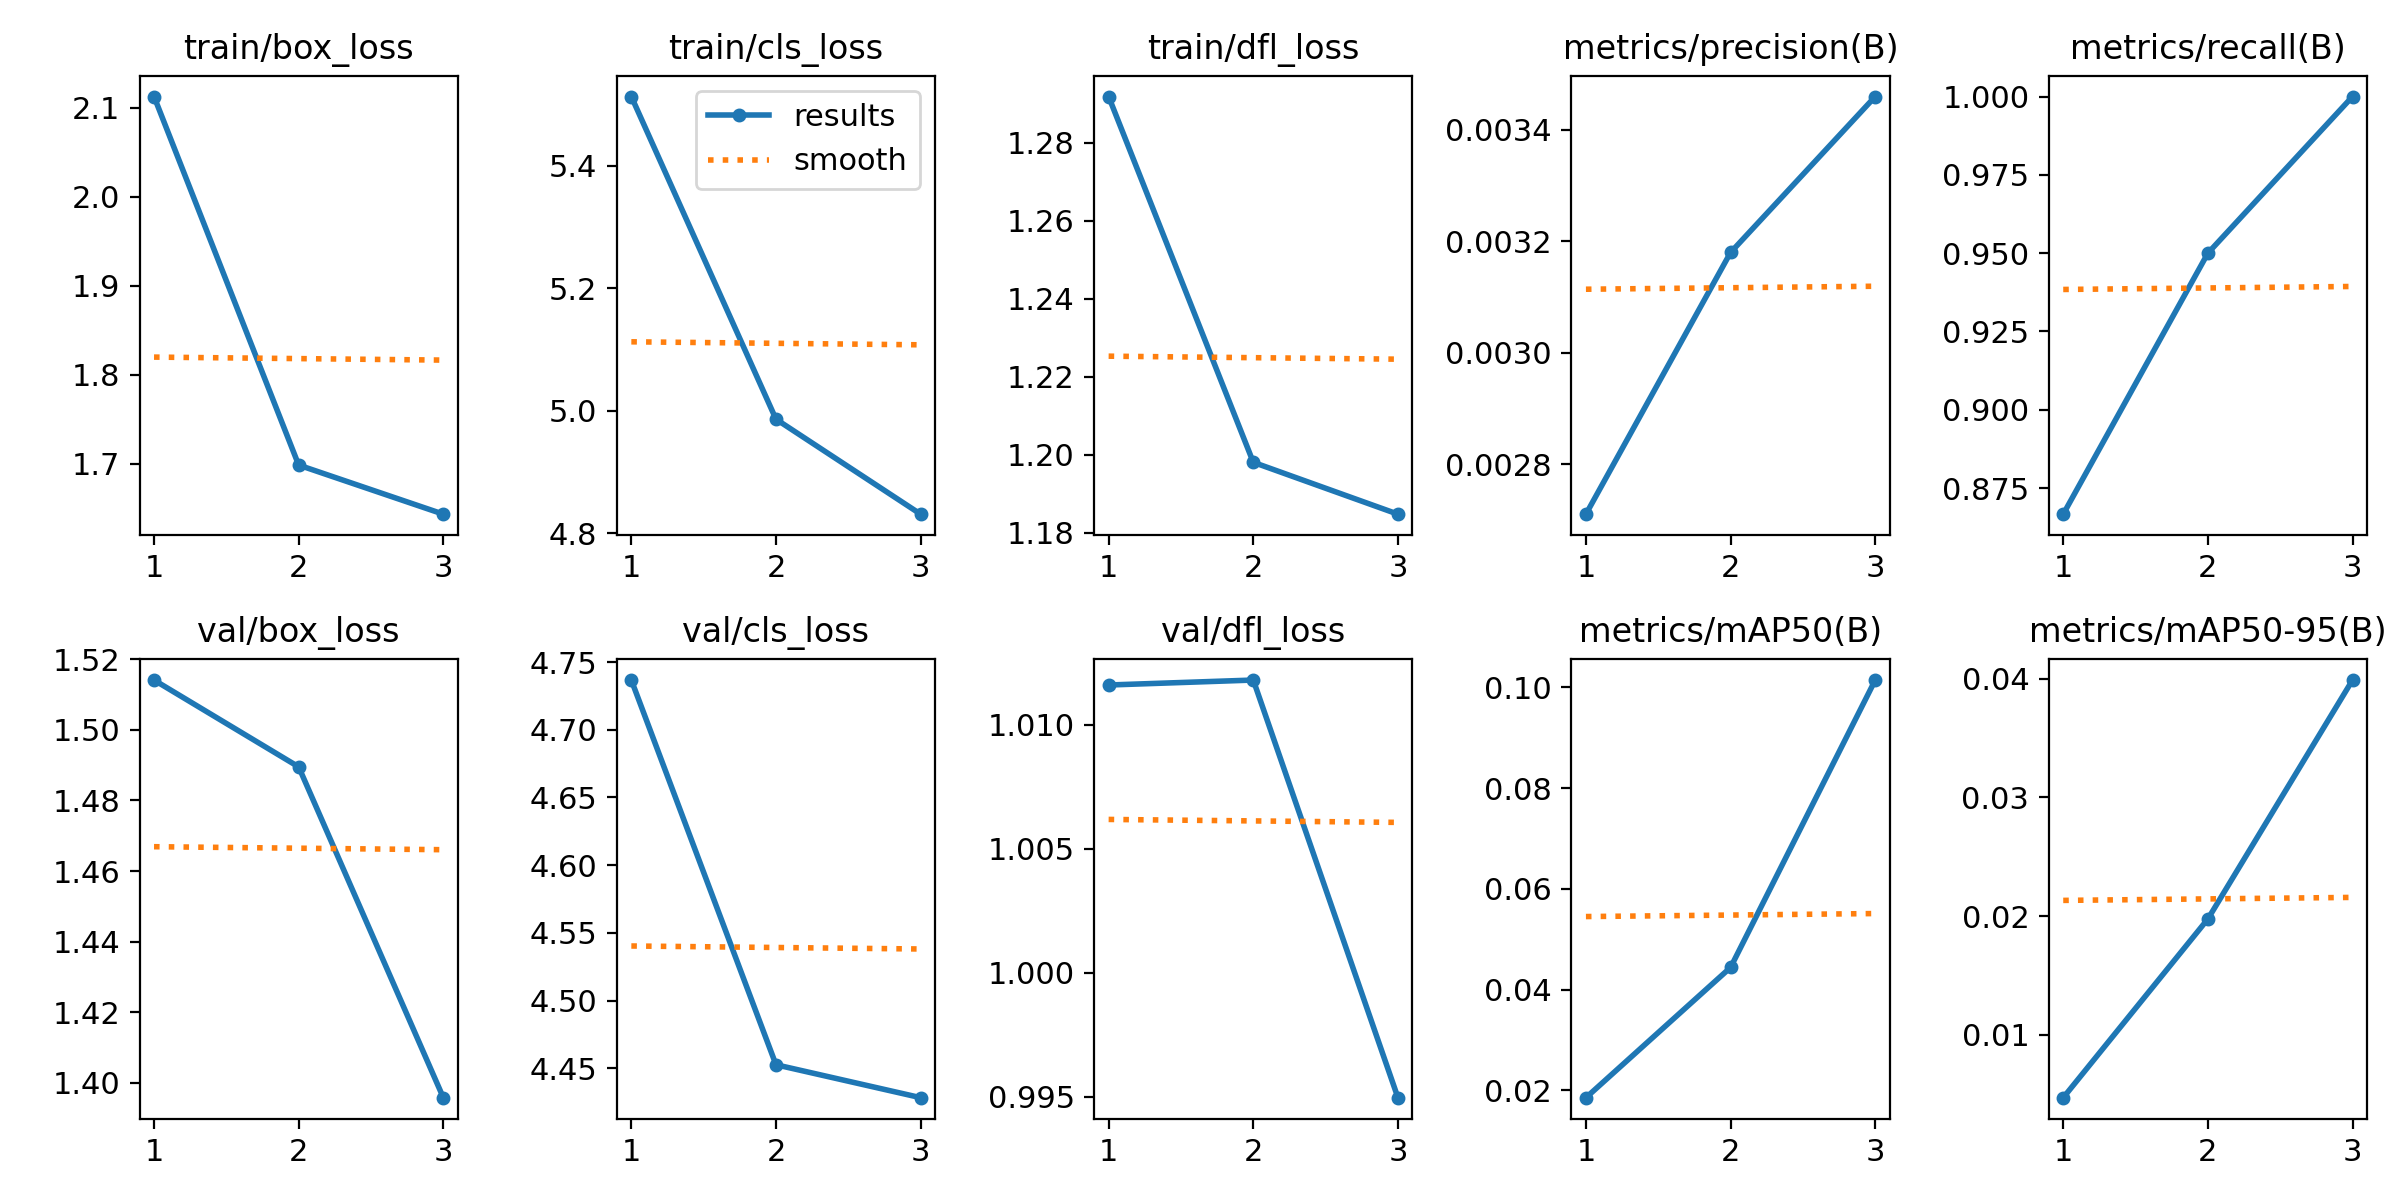 train/box_loss
2.1
2.0
1.9
1.8
1.7
1 2 3
train/cls_loss
results
smooth
5.4
5.2
5.0
4.8
1 2 3
train/dfl_loss
1.28
1.26
1.24
1.22
1.20
1.18
1 2 3
metrics/precision(B)
0.0034
0.0032
0.0030
0.0028
1 2 3
metrics/recall(B)
1.000
0.975
0.950
0.925
0.900
0.875
1 2 3
val/box_loss
1.52
1.50
1.48
1.46
1.44
1.42
1.40
1 2 3
val/cls_loss
4.75
4.70
4.65
4.60
4.55
4.50
4.45
1 2 3
val/dfl_loss
1.010
1.005
1.000
0.995
1 2 3
metrics/mAP50(B)
0.10
0.08
0.06
0.04
0.02
1 2 3
metrics/mAP50-95(B)
0.04
0.03
0.02
0.01
1 2 3